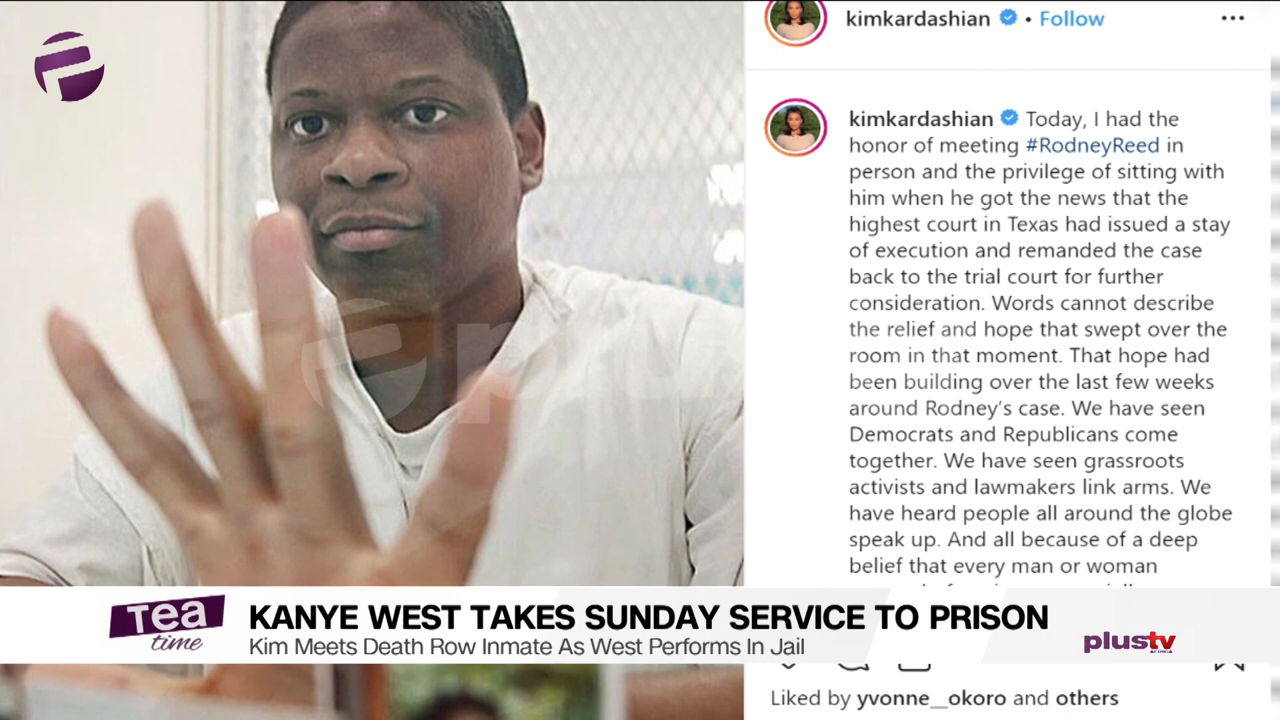 kimkardashian • Follow
kimkardashian Today, I had the
honor of meeting #RodneyReed in
person and the privilege of sitting with
him when he got the news that the
highest court in Texas had issued a stay
of execution and remanded the case
back to the trial court for further
consideration. Words cannot describe
the relief and hope that swept over the
room in that moment. That hope had
been building over the last few weeks
around Rodney’s case. We have seen
Democrats and Republicans come
together. We have seen grassroots
activists and lawmakers link arms. We
have heard people all around the globe
speak up. And all because of a deep
belief that every man or woman
Tea
time
KANYE WEST TAKES SUNDAY SERVICE TO PRISON
Kim Meets Death Row Inmate As West Performs In Jail
plustv
Liked by yvonne__okoro and others
plus